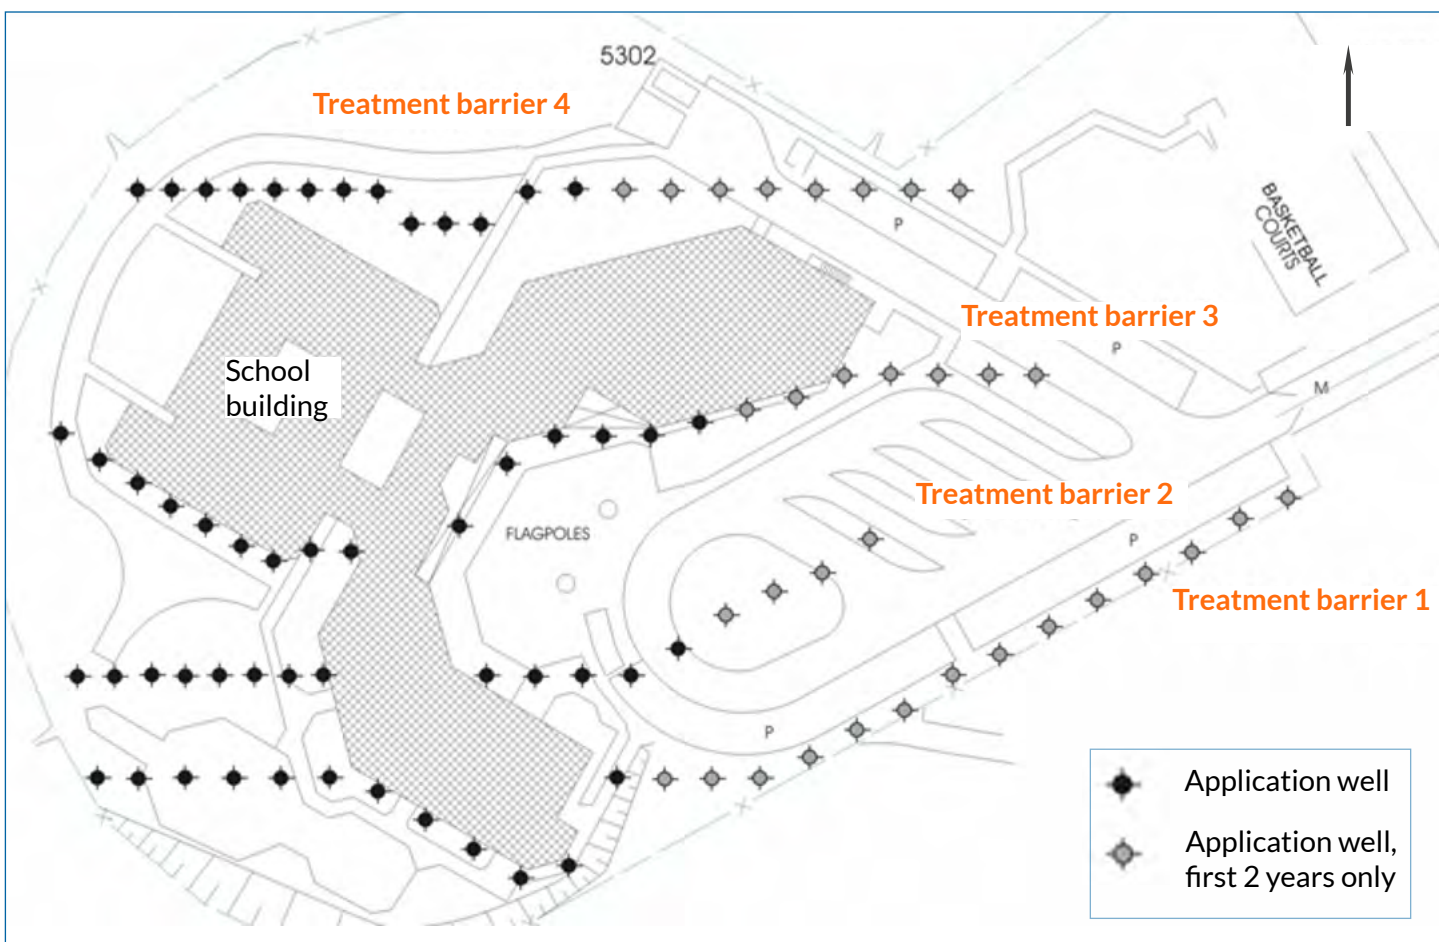 5302
Treatment barrier 4
BASKETBALL
COURTS
P
Treatment barrier 3
P
School
building
M
Treatment barrier 2
FLAGPOLES
P
Treatment barrier 1
P
Application well
Application well,
first 2 years only